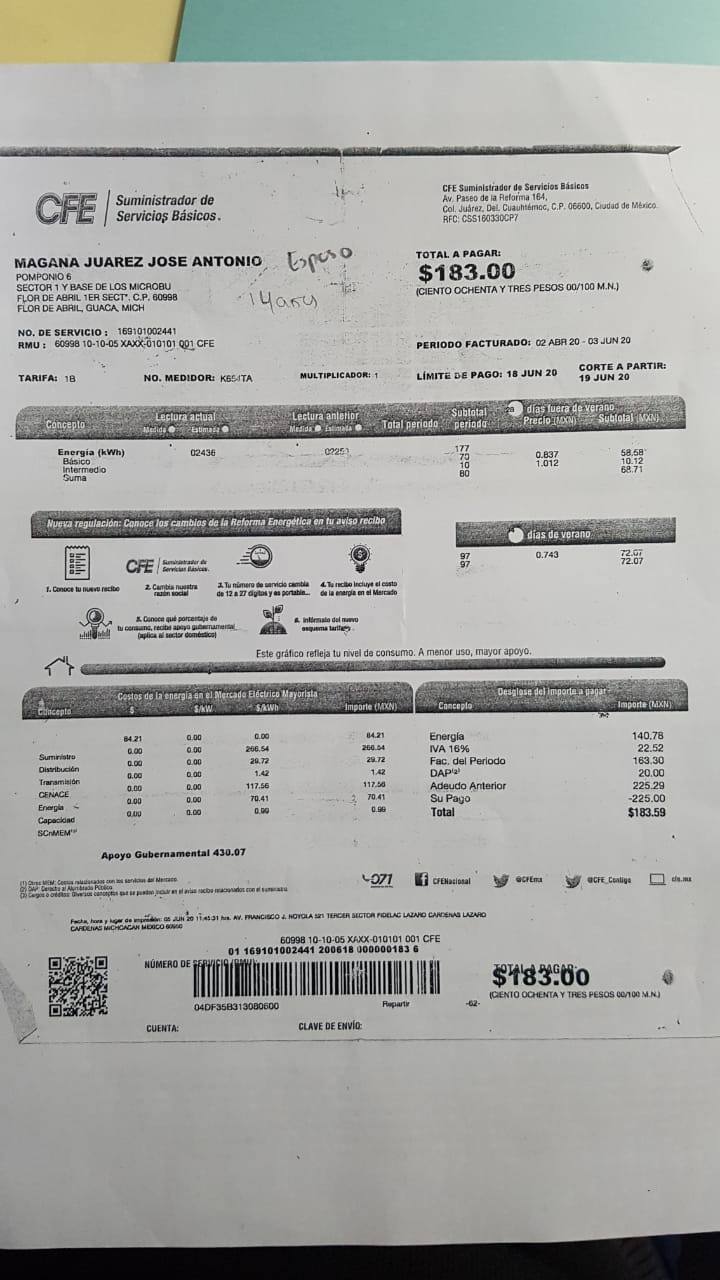 CFE
Suministrador de
Servicios Básicos.
CFE Suministrador de Servicios Básicos
Av. Paseo de la Reforma 164,
Col. Juárez, Del. Cuauhtémoc, C.P. 06600, Ciudad de México.
RFC: CSS160330CP7
MAGANA JUAREZ JOSE ANTONIO
Esposo
POMPONIO 6
SECTOR 1 Y BASE DE LOS MICROBU
FLOR DE ABRIL 1ER SECT*. C.P. 60998
FLOR DE ABRIL, GUACA, MICH
TOTAL A PAGAR:
$183.00
(CIENTO OCHENTA Y TRES PESOS 00/100 M.N.)
NO. DE SERVICIO : 169101002441
RMU : 60998 10-10-05 XAXX-010101 001 CFE
PERIODO FACTURADO: 02 ABR 20 - 03 JUN 20
TARIFA: 1B NO. MEDIDOR: MULTIPLICADOR: 1 LÍMITE DE PAGO: 18 JUN 20
CORTE A PARTIR:
19 JUN 20
Concepto
Lectura actual
Medida Estimada
Lectura anterior
Medida Estimada
Total periodo
Subtotal
periodo
28 días fuera de verano
Precio (MXN) Subtotal (MXN)
Energía (kWh) 02436 177
Básico 70 0.837 58.58
Intermedio 10 1.012 10.12
Suma 80 68.71
Nueva regulación: Conoce los cambios de la Reforma Energética en tu aviso recibo
días de verano
97 0.743 72.07
97 72.07
1. Conoce tu nuevo recibo
CFE Suministrador de Servicios Básicos.
2. Cambia nuestra
razón social
3. Tu número de servicio cambia
de 12 a 27 dígitos y es portable...
4. Tu recibo incluye el costo
de la energía en el Mercado
5. Conoce qué porcentaje de
tu consumo, recibe apoyo gubernamental
(aplica al sector doméstico)
6. Infórmate del nuevo
esquema tarifario
Este gráfico refleja tu nivel de consumo. A menor uso, mayor apoyo.
Costos de la energía en el Mercado Eléctrico Mayorista
Concepto $ $/kW $/kWh Importe (MXN)
Suministro 84.21 0.00 0.00 84.21
Distribución 0.00 0.00 266.54 266.54
Transmisión 0.00 0.00 29.72 29.72
CENACE 0.00 0.00 1.42 1.42
Energía 0.00 0.00 117.56 117.56
Capacidad 0.00 0.00 70.41 70.41
SCnMEM 0.00 0.00 0.99 0.99
Desglose del importe a pagar
Concepto Importe (MXN)
Energía 140.78
IVA 16% 22.52
Fac. del Periodo 163.30
DAP(2) 20.00
Adeudo Anterior 225.29
Su Pago -225.00
Total $183.59
Apoyo Gubernamental 430.07
(1) Otros MEM: Costos relacionados con los servicios del Mercado.
(2) DAP: Derecho al Alumbrado Público.
(3) Cargos o créditos: Diversos conceptos que se pueden incluir en el aviso recibo relacionados con el suministro.
071
CFENacional
@CFEmx
@CFE_Contigo
cfe.mx
Fecha, hora y lugar de impresión: 05 JUN 20 11:45:31 hrs. AV. FRANCISCO J. NOYOLA 521 TERCER SECTOR FIDELAC LAZARO CARDENAS LAZARO
CARDENAS MICHOACAN MEXICO 60950
60998 10-10-05 XAXX-010101 001 CFE
01 169101002441 200618 000000183 6
NÚMERO DE SERVICIO (RMU):
04DF35B313080600
Repartir
-62-
TOTAL A PAGAR:
$183.00
(CIENTO OCHENTA Y TRES PESOS 00/100 M.N.)
CUENTA:
CLAVE DE ENVÍO: